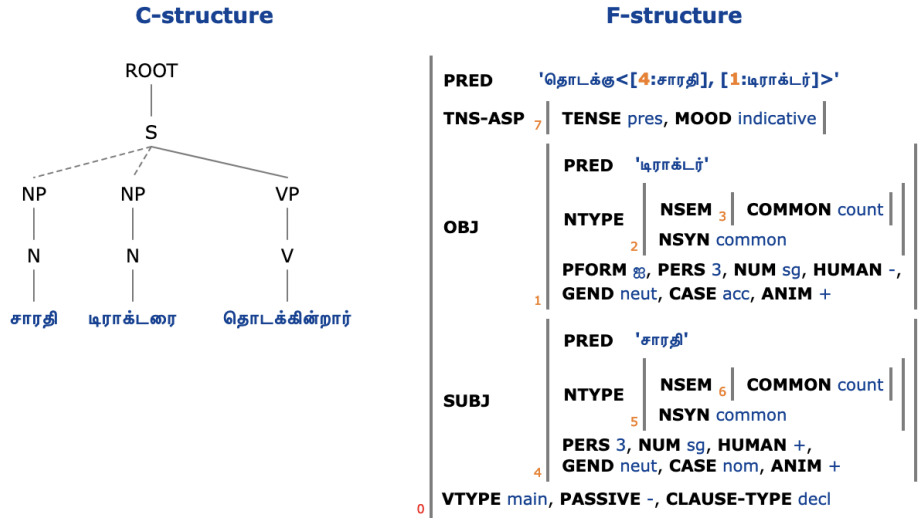 C-structure
ROOT
S
NP NP VP
N N V
சாரதி டிராக்டரை தொடக்கின்றார்
F-structure
PRED 'தொடக்கு<[4:சாரதி], [1:டிராக்டர்]>'
TNS-ASP 7 TENSE pres, MOOD indicative
PRED 'டிராக்டர்'
OBJ NTYPE 2 NSEM 3 COMMON count
NSYN common
PFORM ஐ, PERS 3, NUM sg, HUMAN -,
1 GEND neut, CASE acc, ANIM +
PRED 'சாரதி'
SUBJ NTYPE 5 NSEM 6 COMMON count
NSYN common
PERS 3, NUM sg, HUMAN +,
4 GEND neut, CASE nom, ANIM +
0 VTYPE main, PASSIVE -, CLAUSE-TYPE decl